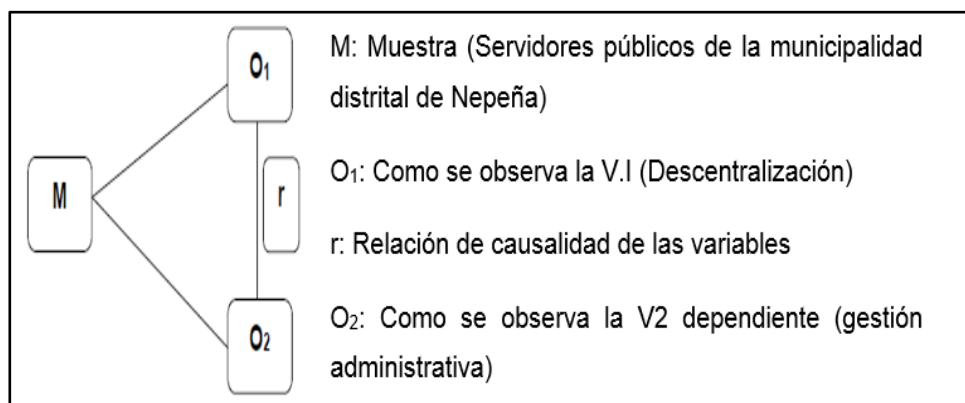 O₁
M: Muestra (Servidores públicos de la municipalidad
distrital de Nepeña)
M
r
O₁: Como se observa la V.I (Descentralización)
r: Relación de causalidad de las variables
O₂
O₂: Como se observa la V2 dependiente (gestión
administrativa)